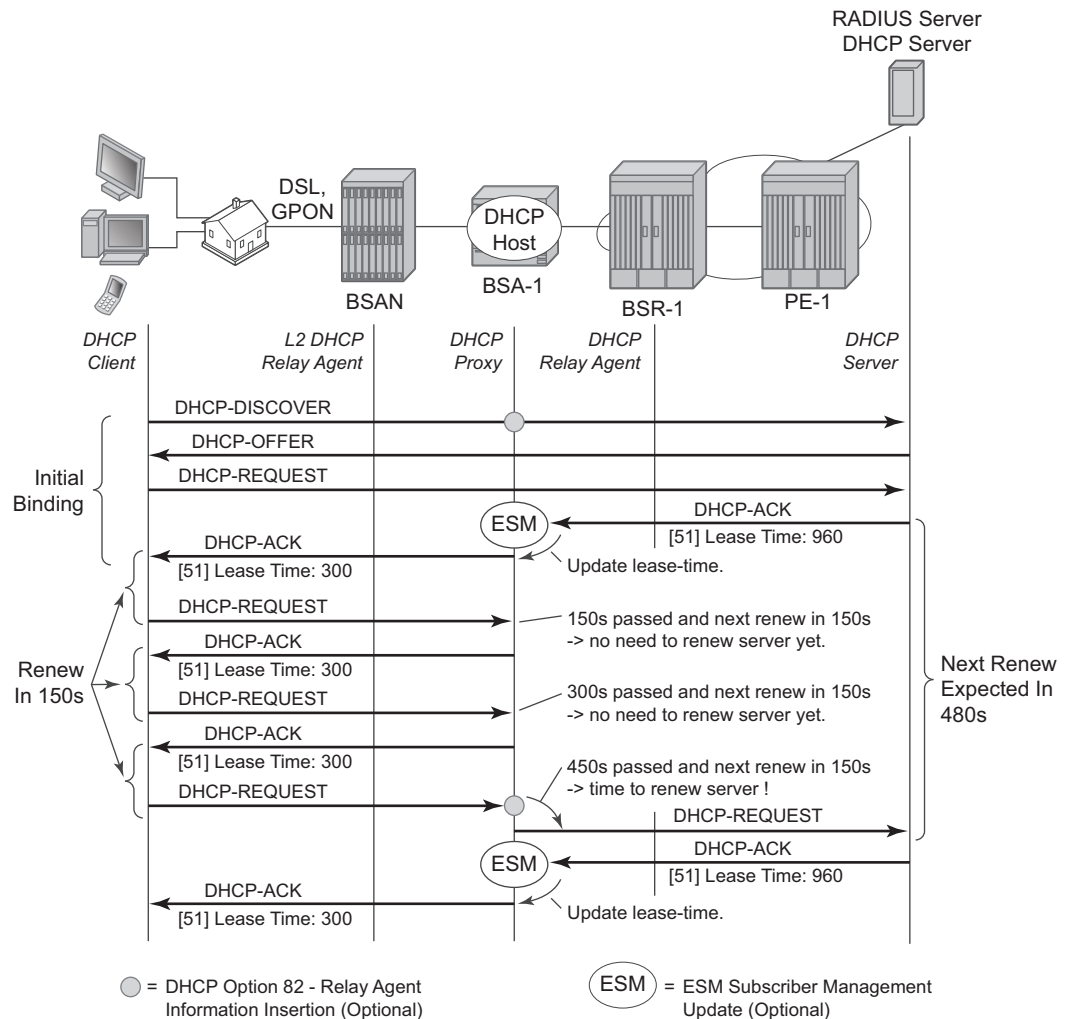 RADIUS Server
DHCP Server
DSL,
GPON
DHCP
Host
BSAN
BSA-1
BSR-1
PE-1
DHCP
Client
L2 DHCP
Relay Agent
DHCP
Proxy
DHCP
Relay Agent
DHCP
Server
DHCP-DISCOVER
DHCP-OFFER
Initial
Binding
DHCP-REQUEST
ESM
DHCP-ACK
[51] Lease Time: 960
DHCP-ACK
[51] Lease Time: 300
Update lease-time.
DHCP-REQUEST
150s passed and next renew in 150s
-> no need to renew server yet.
DHCP-ACK
[51] Lease Time: 300
Renew
In 150s
Next Renew
Expected In
480s
DHCP-REQUEST
300s passed and next renew in 150s
-> no need to renew server yet.
DHCP-ACK
[51] Lease Time: 300
450s passed and next renew in 150s
-> time to renew server !
DHCP-REQUEST
DHCP-REQUEST
ESM
DHCP-ACK
[51] Lease Time: 960
DHCP-ACK
[51] Lease Time: 300
Update lease-time.
= DHCP Option 82 - Relay Agent
Information Insertion (Optional)
ESM
= ESM Subscriber Management
Update (Optional)